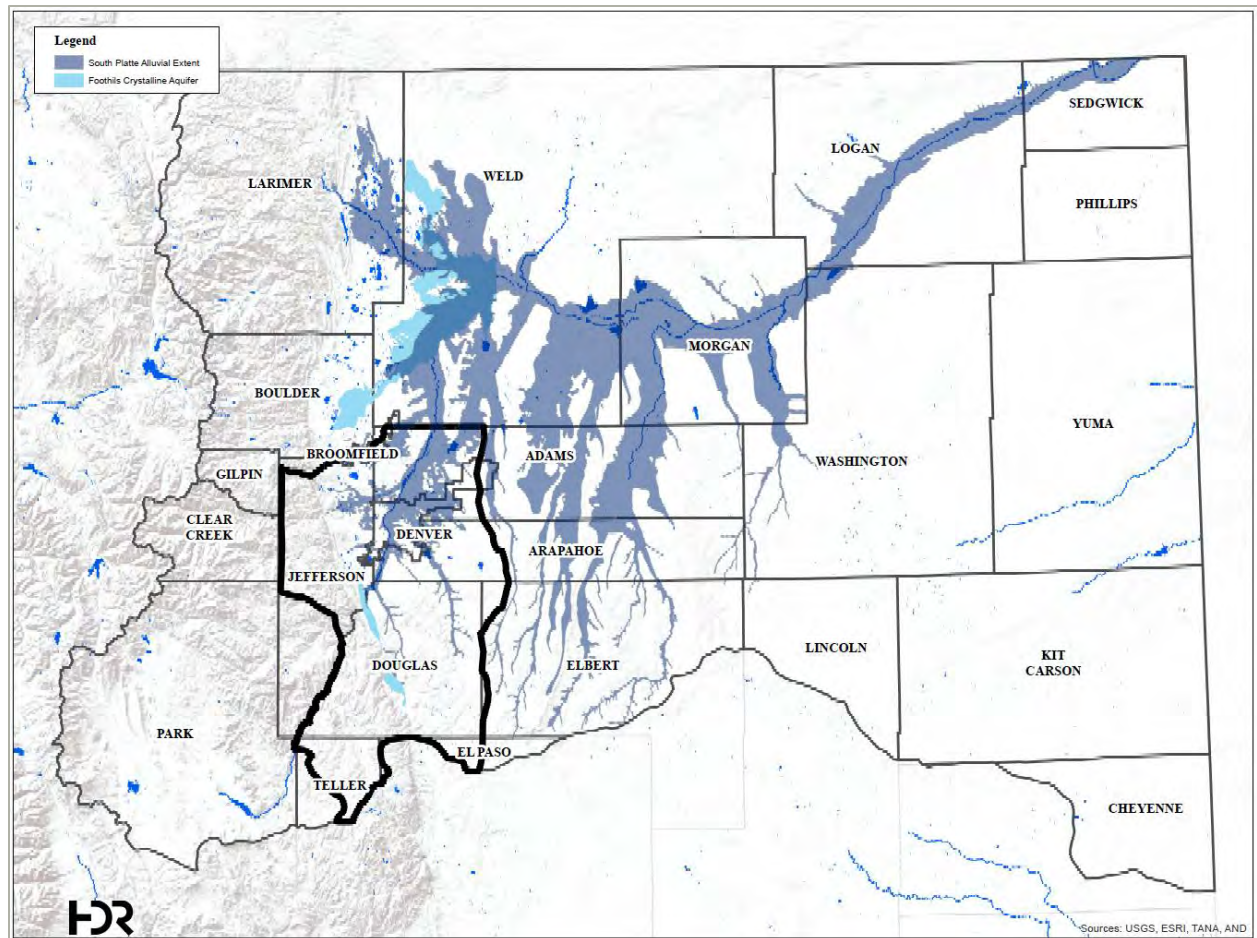 Legend
South Platte Alluvial Extent
Foothils Crystalline Aquifer
SEDGWICK
LOGAN
WELD
LARIMER
PHILLIPS
MORGAN
BOULDER
YUMA
BROOMFIELD
ADAMS
WASHINGTON
GILPIN
CLEAR
CREEK
DENVER
ARAPAHOE
JEFFERSON
DOUGLAS
ELBERT
LINCOLN
KIT
CARSON
PARK
EL PASO
TELLER
CHEYENNE
HDR
Sources: USGS, ESRI, TANA, AND